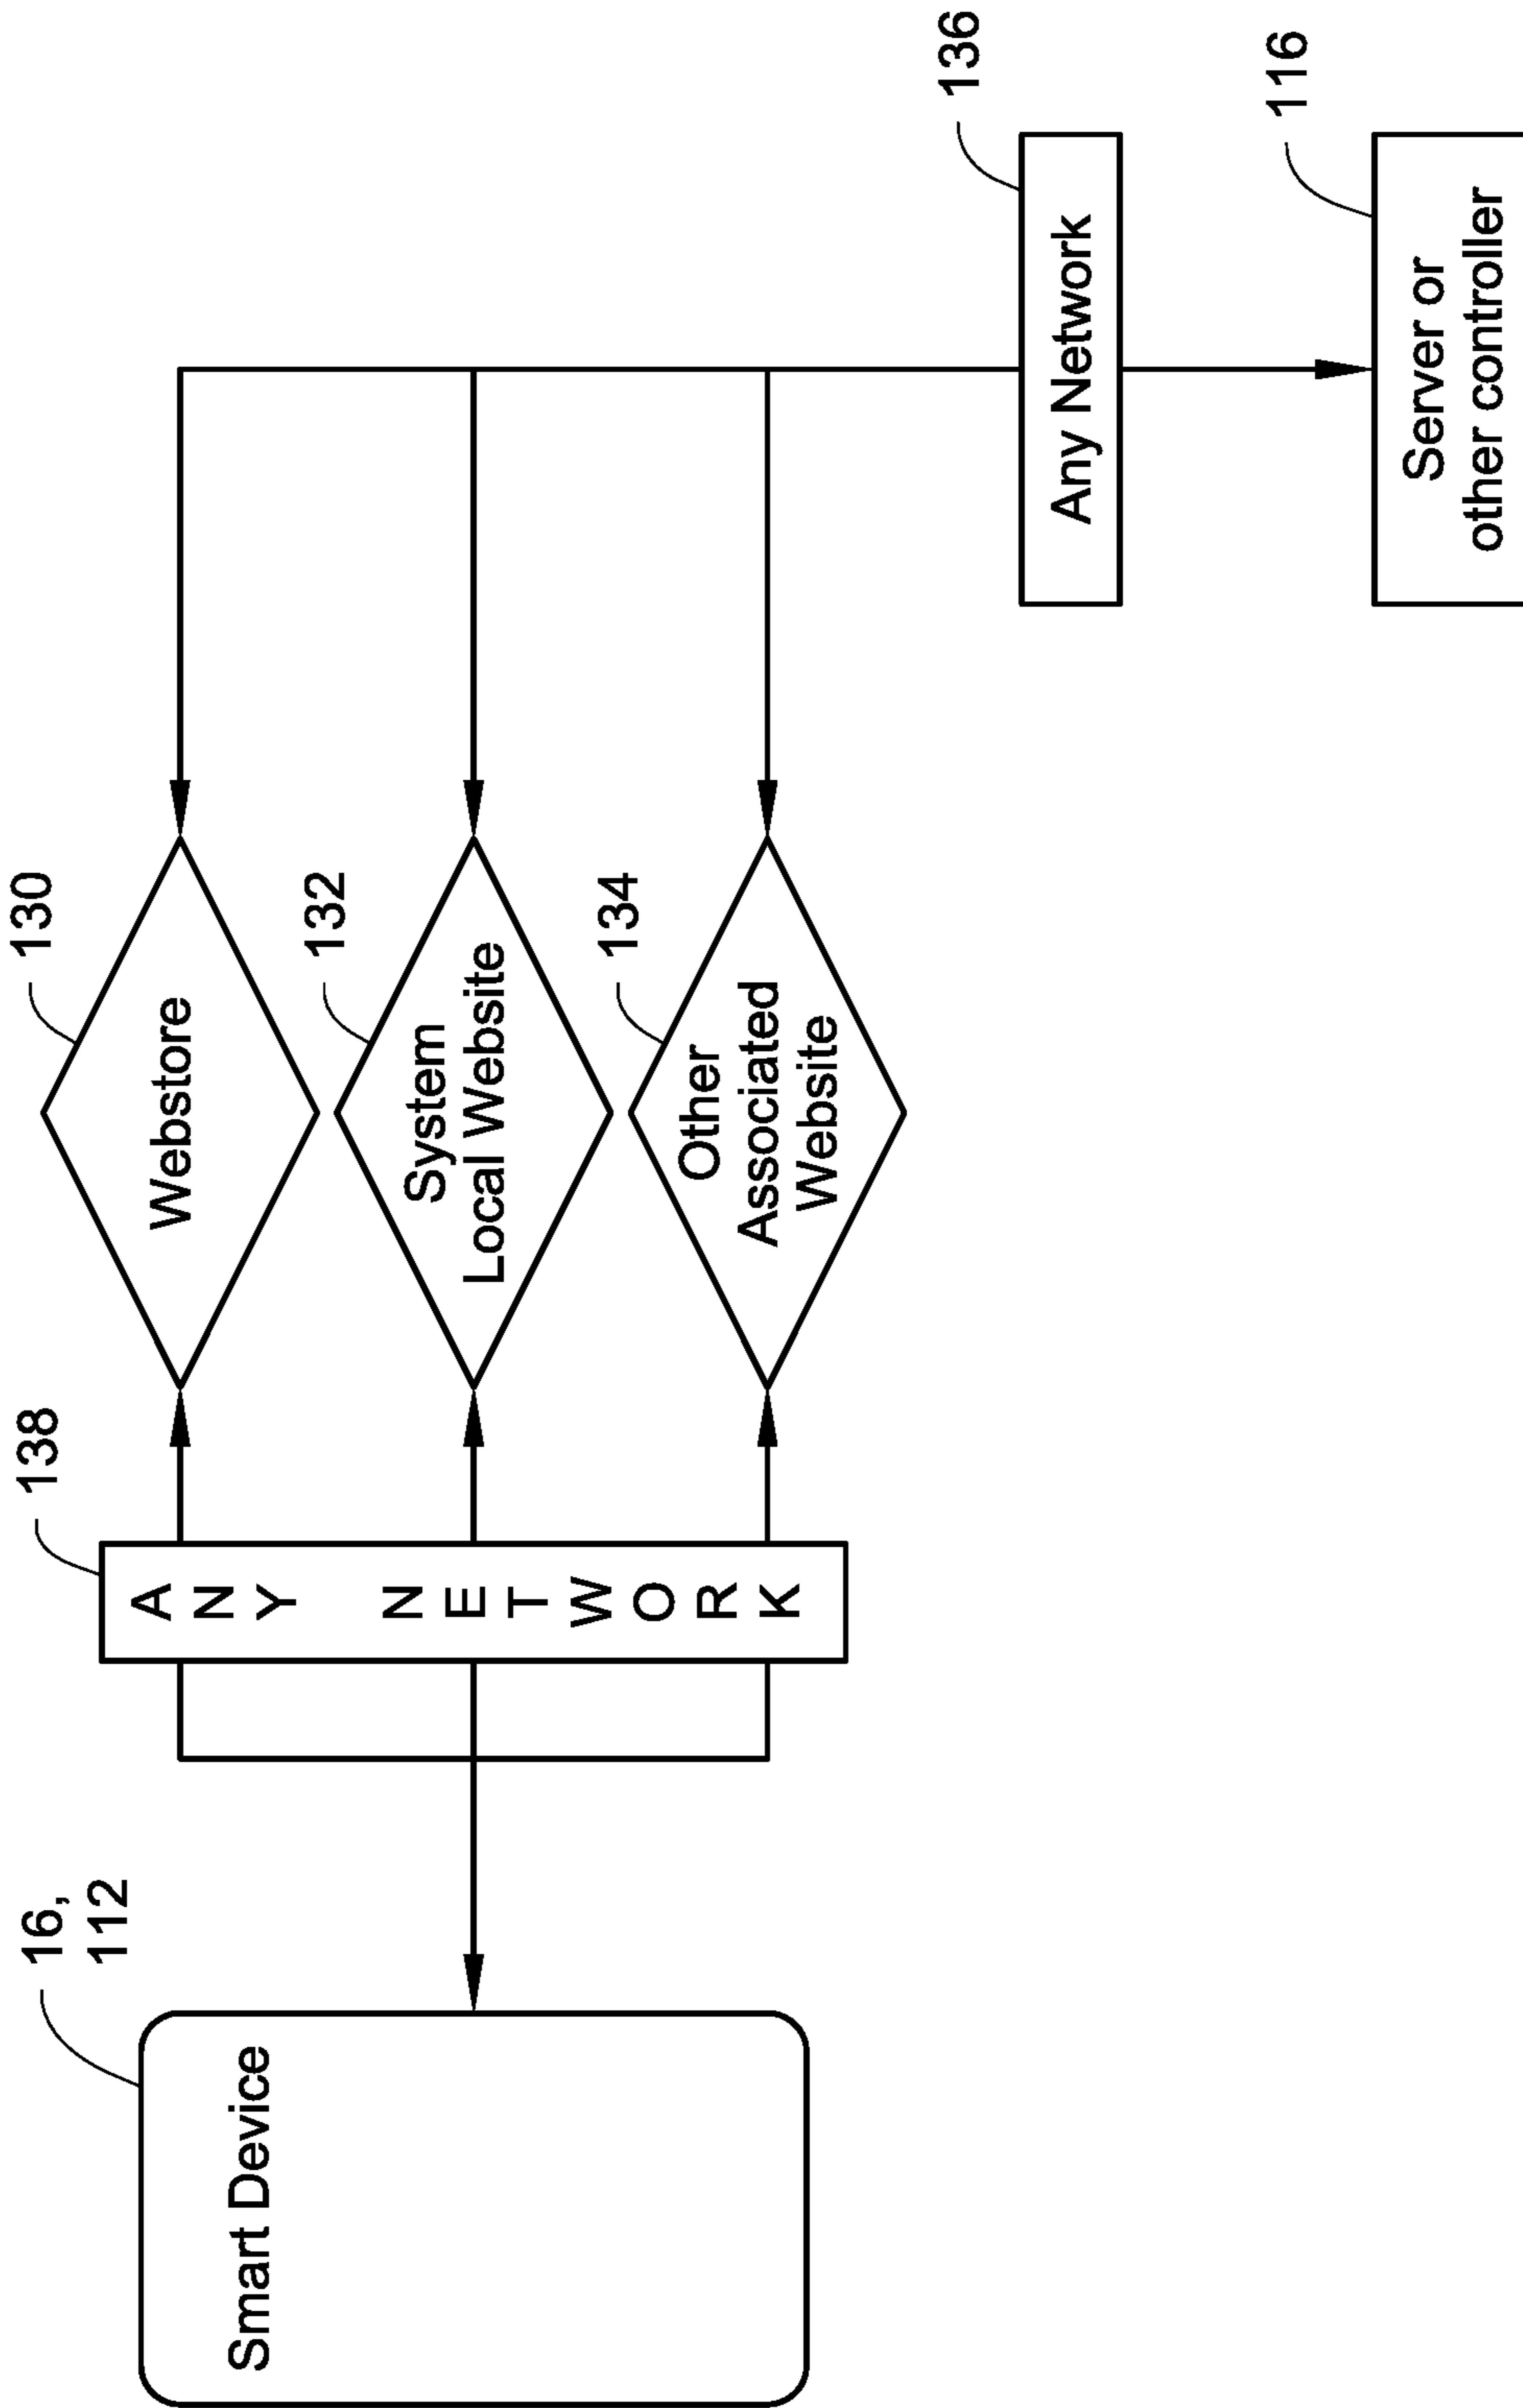 16,
112
Smart Device
138
ANY NETWORK
130
Webstore
132
System
Local Website
134
Other
Associated
Website
136
Any Network
116
Server or
other controller